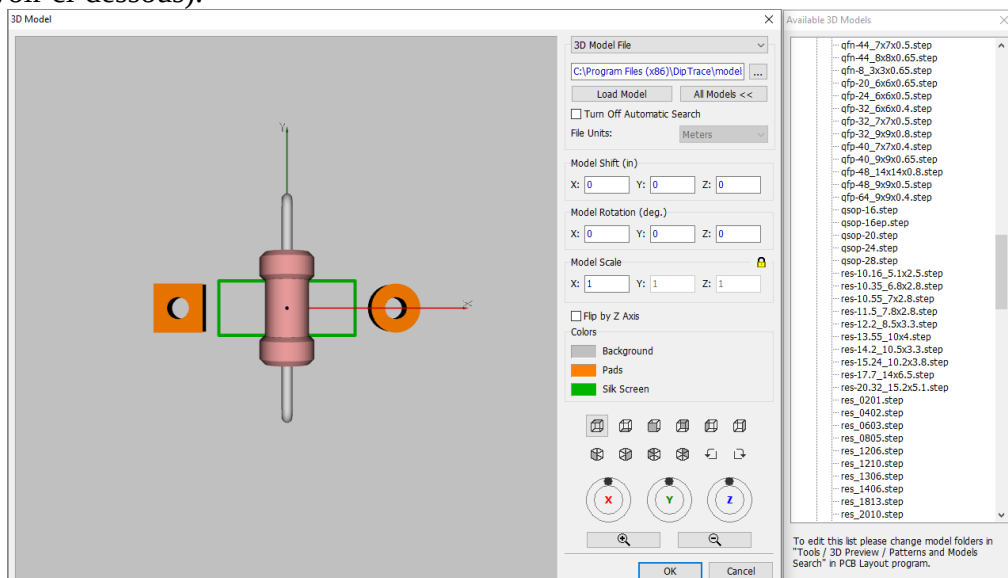 voir ci-dessous).
3D Model
3D Model File
C:\Program Files (x86)\DipTrace\model
...
Load Model
All Models <<
Turn Off Automatic Search
File Units:
Meters
Model Shift (in)
X: 0 Y: 0 Z: 0
Model Rotation (deg.)
X: 0 Y: 0 Z: 0
Model Scale
X: 1 Y: 1 Z: 1
Flip by Z Axis
Colors
Background
Pads
Silk Screen
X Y Z
OK Cancel
Y
X
Available 3D Models
qfn-44_7x7x0.5.step
qfn-44_8x8x0.65.step
qfn-8_3x3x0.65.step
qfp-20_6x6x0.65.step
qfp-24_6x6x0.5.step
qfp-32_6x6x0.4.step
qfp-32_7x7x0.5.step
qfp-32_9x9x0.8.step
qfp-40_7x7x0.4.step
qfp-40_9x9x0.65.step
qfp-48_14x14x0.8.step
qfp-48_9x9x0.5.step
qfp-64_9x9x0.4.step
qsop-16.step
qsop-16ep.step
qsop-20.step
qsop-24.step
qsop-28.step
res-10.16_5.1x2.5.step
res-10.35_6.8x2.8.step
res-10.55_7x2.8.step
res-11.5_7.8x2.8.step
res-12.2_8.5x3.3.step
res-13.55_10x4.step
res-14.2_10.5x3.3.step
res-15.24_10.2x3.8.step
res-17.7_14x6.5.step
res-20.32_15.2x5.1.step
res_0201.step
res_0402.step
res_0603.step
res_0805.step
res_1206.step
res_1210.step
res_1306.step
res_1406.step
res_1813.step
res_2010.step
To edit this list please change model folders in
"Tools / 3D Preview / Patterns and Models
Search" in PCB Layout program.